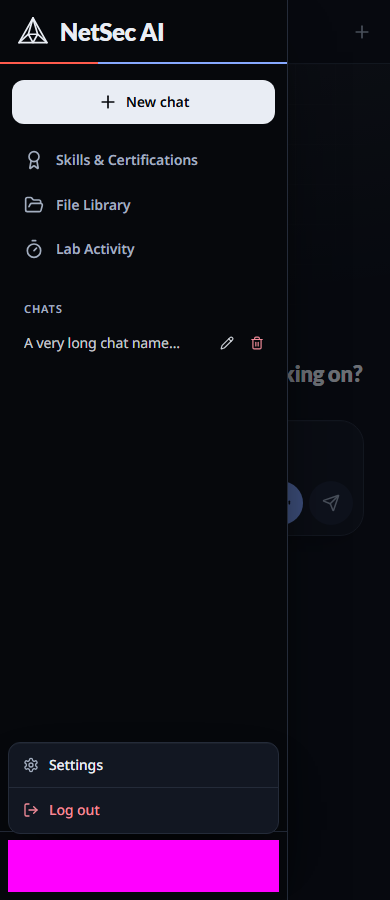 NetSec AI
New chat
Skills & Certifications
File Library
Lab Activity
CHATS
A very long chat name...
king on?
Settings
Log out